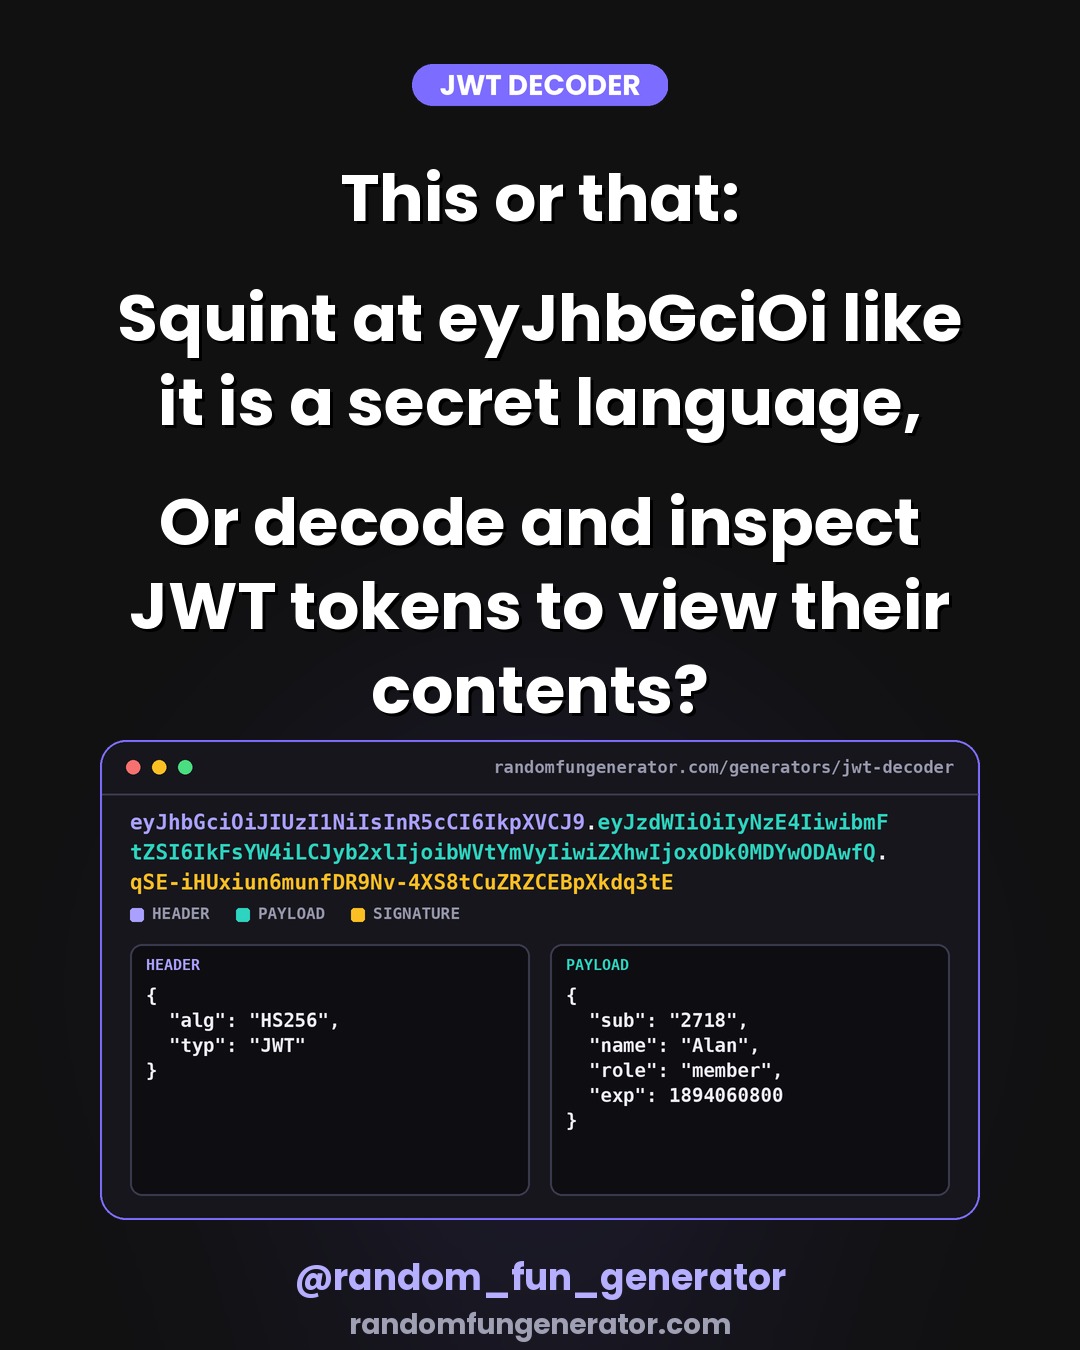 JWT DECODER
This or that:
Squint at eyJhbGciOi like
it is a secret language,
Or decode and inspect
JWT tokens to view their
contents?
randomfungenerator.com/generators/jwt-decoder
eyJhbGciOiJIUzI1NiIsInR5cCI6IkpXVCJ9.eyJzdWIiOiIyNzE4IiwibmF
tZSI6IkFsYW4iLCJyb2xlIjoibWVtYmVyIiwiZXhwIjoxODk0MDYwODAwfQ.
qSE-iHUxiun6munfDR9Nv-4XS8tCuZRZCEBpXkdq3tE
HEADER PAYLOAD SIGNATURE
HEADER
{
"alg": "HS256",
"typ": "JWT"
}
PAYLOAD
{
"sub": "2718",
"name": "Alan",
"role": "member",
"exp": 1894060800
}
@random_fun_generator
randomfungenerator.com